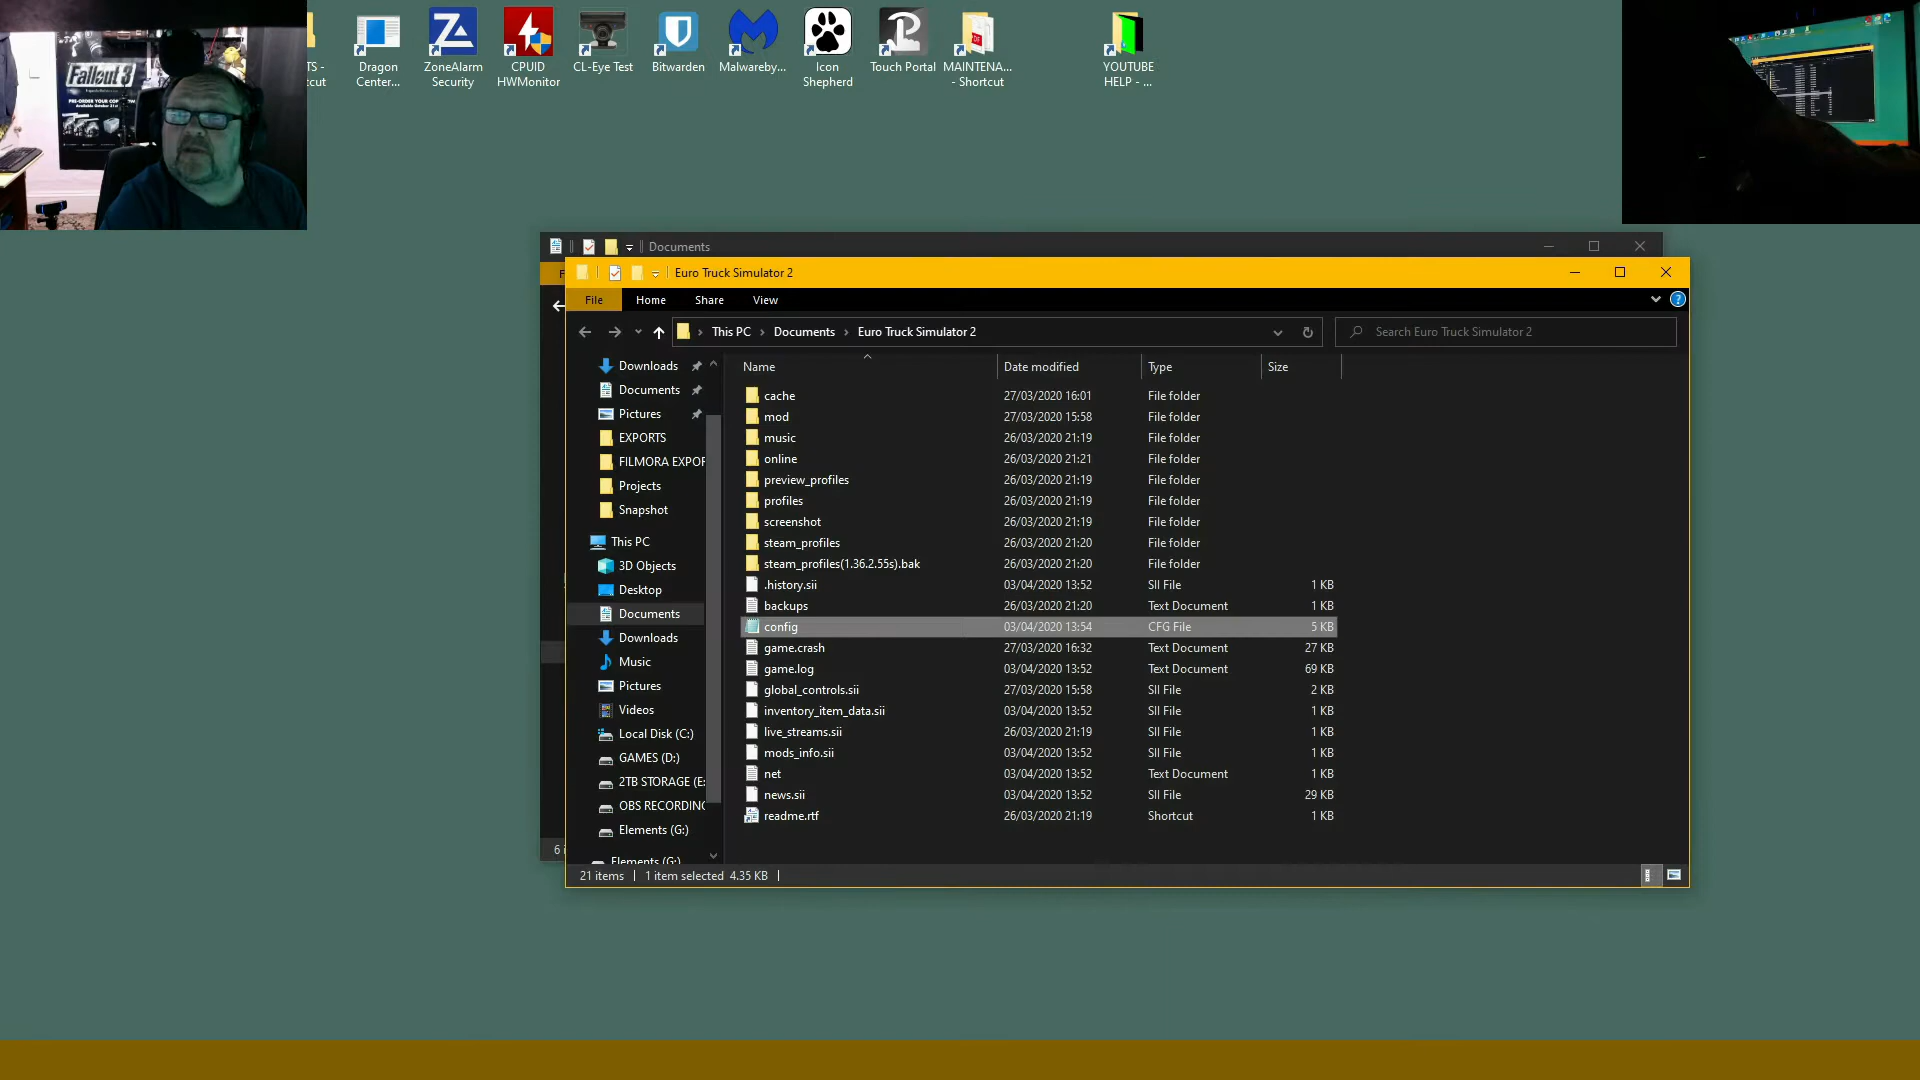 TS -
cut
Dragon
Center...
ZoneAlarm
Security
CPUID
HWMonitor
CL-Eye Test
Bitwarden
Malwareby...
Icon
Shepherd
Touch Portal
MAINTENA...
- Shortcut
YOUTUBE
HELP - ...
Fallout 3
Documents
Euro Truck Simulator 2
File
Home
Share
View
This PC
Documents
Euro Truck Simulator 2
Search Euro Truck Simulator 2
Name
Date modified
Type
Size
Downloads
Documents
Pictures
EXPORTS
FILMORA EXPOR
Projects
Snapshot
This PC
3D Objects
Desktop
Documents
Downloads
Music
Pictures
Videos
Local Disk (C:)
GAMES (D:)
2TB STORAGE (E:
OBS RECORDING
Elements (G:)
Elements (G:)
cache 27/03/2020 16:01 File folder
mod 27/03/2020 15:58 File folder
music 26/03/2020 21:19 File folder
online 26/03/2020 21:21 File folder
preview_profiles 26/03/2020 21:19 File folder
profiles 26/03/2020 21:19 File folder
screenshot 26/03/2020 21:19 File folder
steam_profiles 26/03/2020 21:20 File folder
steam_profiles(1.36.2.55s).bak 26/03/2020 21:20 File folder
.history.sii 03/04/2020 13:52 SII File 1 KB
backups 26/03/2020 21:20 Text Document 1 KB
config 03/04/2020 13:54 CFG File 5 KB
game.crash 27/03/2020 16:32 Text Document 27 KB
game.log 03/04/2020 13:52 Text Document 69 KB
global_controls.sii 27/03/2020 15:58 SII File 2 KB
inventory_item_data.sii 03/04/2020 13:52 SII File 1 KB
live_streams.sii 26/03/2020 21:19 SII File 1 KB
mods_info.sii 03/04/2020 13:52 SII File 1 KB
net 03/04/2020 13:52 Text Document 1 KB
news.sii 03/04/2020 13:52 SII File 29 KB
readme.rtf 26/03/2020 21:19 Shortcut 1 KB
21 items
1 item selected 4.35 KB